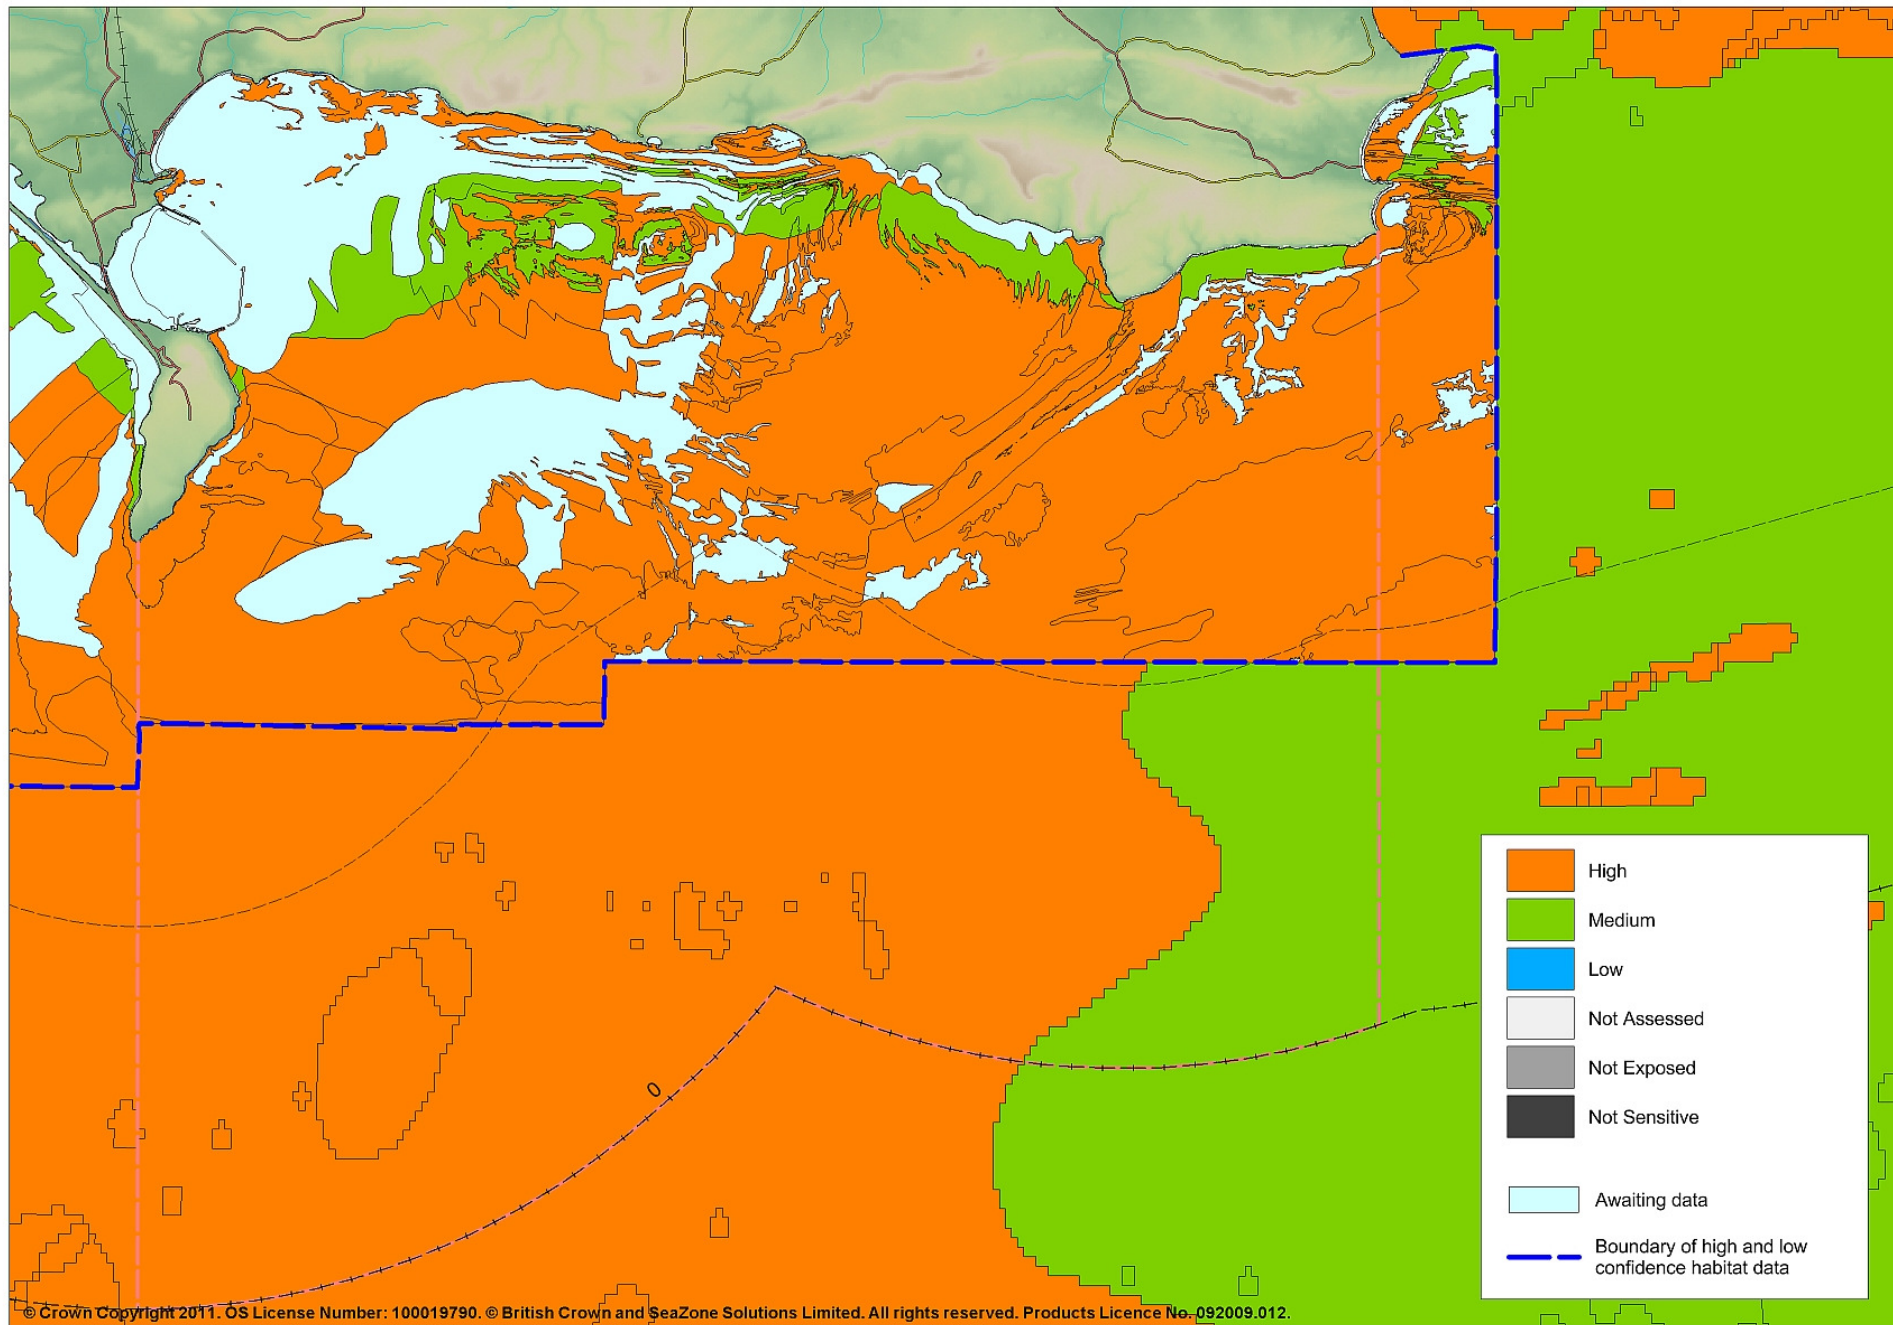 High
Medium
Low
Not Assessed
Not Exposed
Not Sensitive
Awaiting data
Boundary of high and low
confidence habitat data
0
© Crown Copyright 2011. OS License Number: 100019790. © British Crown and SeaZone Solutions Limited. All rights reserved. Products Licence No. 092009.012.